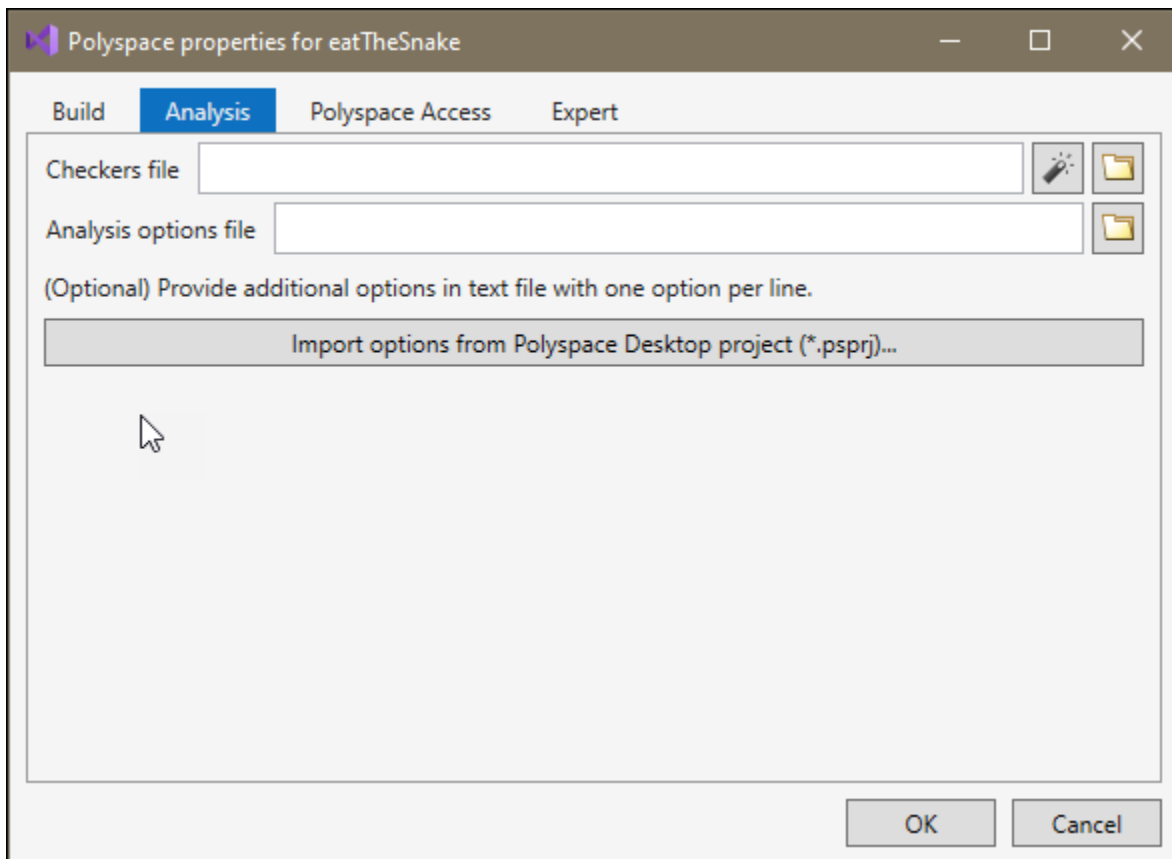 Polyspace properties for eatTheSnake
Build Analysis Polyspace Access Expert
Checkers file
Analysis options file
(Optional) Provide additional options in text file with one option per line.
Import options from Polyspace Desktop project (*.psprj)...
OK Cancel